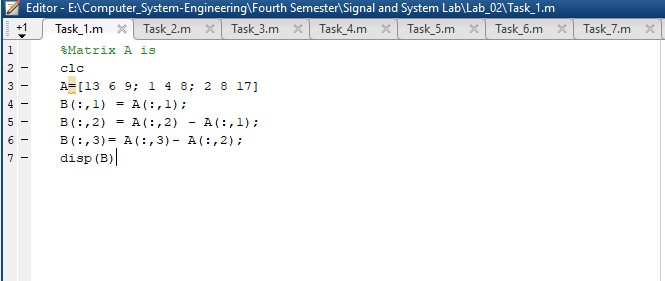 Editor - E:\Computer_System-Engineering\Fourth Semester\Signal and System Lab\Lab_02\Task_1.m
+1 Task_1.m Task_2.m Task_3.m Task_4.m Task_5.m Task_6.m Task_7.m
1 %Matrix A is
2 – clc
3 – A=[13 6 9; 1 4 8; 2 8 17]
4 – B(:,1) = A(:,1);
5 – B(:,2) = A(:,2) - A(:,1);
6 – B(:,3)= A(:,3)- A(:,2);
7 – disp(B)